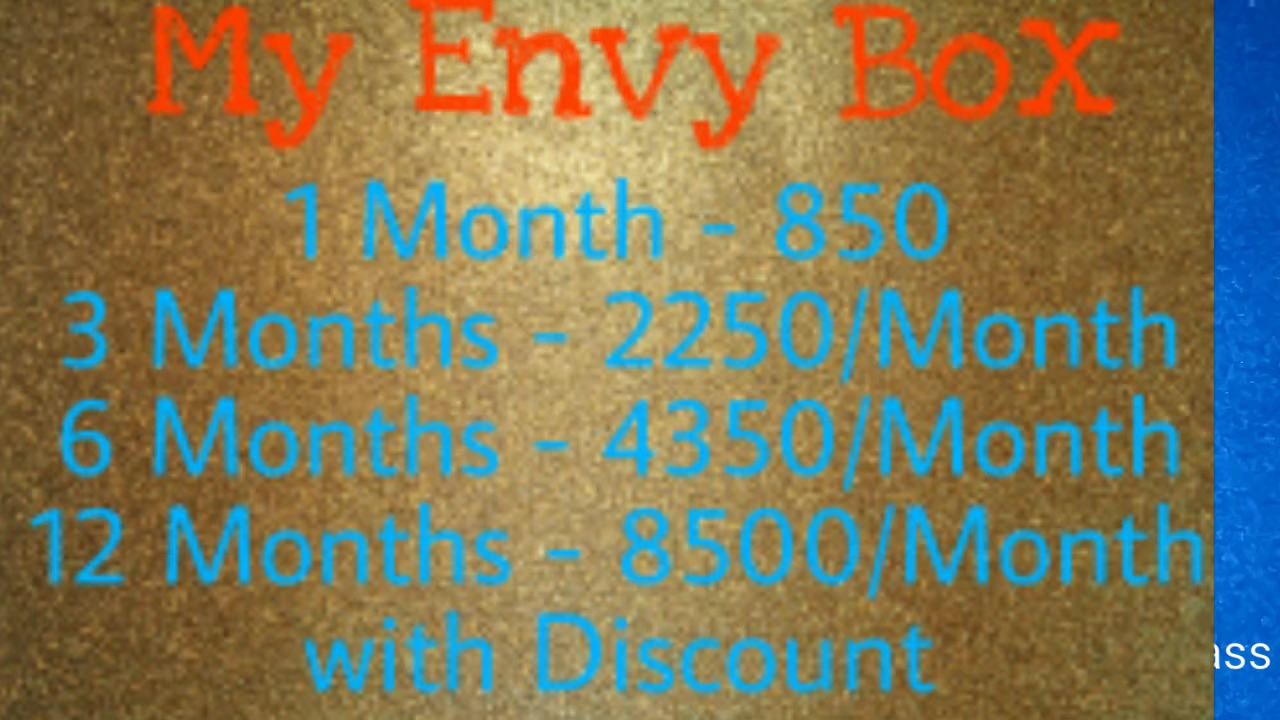 My Envy Box
1 Month - 850
3 Months - 2250/Month
6 Months - 4350/Month
12 Months - 8500/Month
with Discount
ass